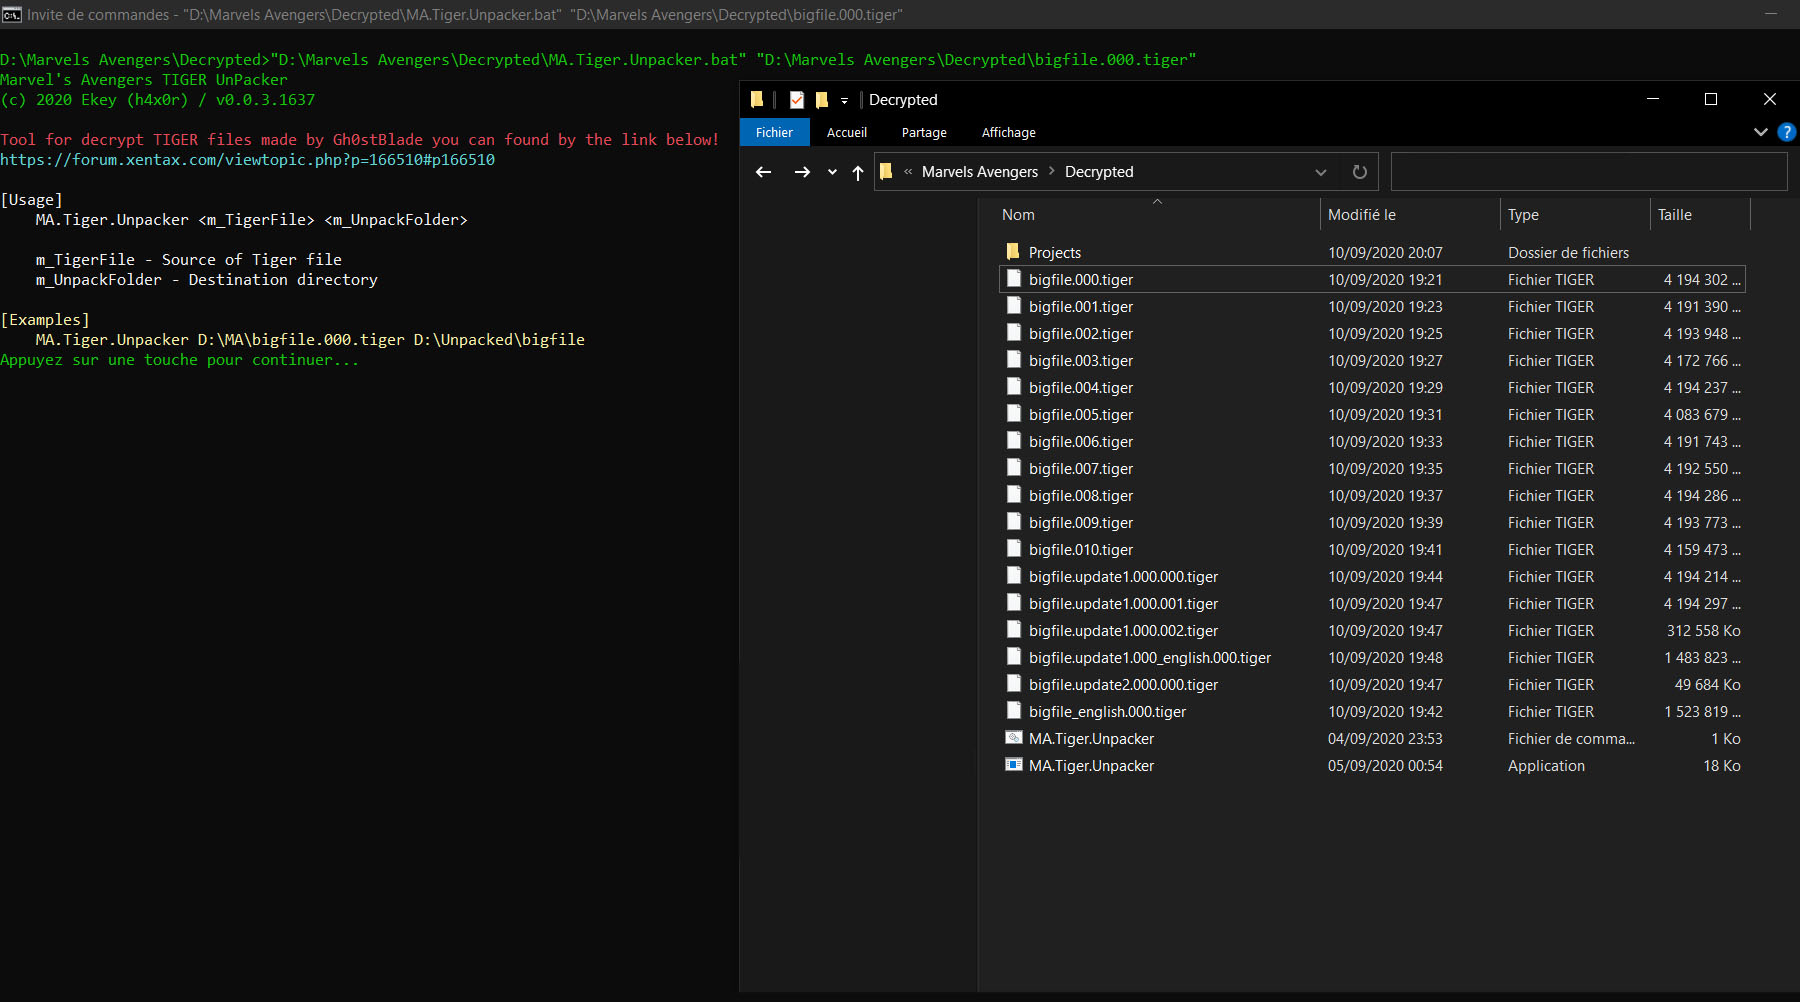 Invite de commandes - "D:\Marvels Avengers\Decrypted\MA.Tiger.Unpacker.bat"  "D:\Marvels Avengers\Decrypted\bigfile.000.tiger"
D:\Marvels Avengers\Decrypted>"D:\Marvels Avengers\Decrypted\MA.Tiger.Unpacker.bat" "D:\Marvels Avengers\Decrypted\bigfile.000.tiger"
Marvel's Avengers TIGER UnPacker
(c) 2020 Ekey (h4x0r) / v0.0.3.1637
Tool for decrypt TIGER files made by Gh0stBlade you can found by the link below!
https://forum.xentax.com/viewtopic.php?p=166510#p166510
[Usage]
MA.Tiger.Unpacker <m_TigerFile> <m_UnpackFolder>
m_TigerFile - Source of Tiger file
m_UnpackFolder - Destination directory
[Examples]
MA.Tiger.Unpacker D:\MA\bigfile.000.tiger D:\Unpacked\bigfile
Appuyez sur une touche pour continuer...
Decrypted
Fichier Accueil Partage Affichage
« Marvels Avengers > Decrypted
Nom Modifié le Type Taille
Projects 10/09/2020 20:07 Dossier de fichiers
bigfile.000.tiger 10/09/2020 19:21 Fichier TIGER 4 194 302 ...
bigfile.001.tiger 10/09/2020 19:23 Fichier TIGER 4 191 390 ...
bigfile.002.tiger 10/09/2020 19:25 Fichier TIGER 4 193 948 ...
bigfile.003.tiger 10/09/2020 19:27 Fichier TIGER 4 172 766 ...
bigfile.004.tiger 10/09/2020 19:29 Fichier TIGER 4 194 237 ...
bigfile.005.tiger 10/09/2020 19:31 Fichier TIGER 4 083 679 ...
bigfile.006.tiger 10/09/2020 19:33 Fichier TIGER 4 191 743 ...
bigfile.007.tiger 10/09/2020 19:35 Fichier TIGER 4 192 550 ...
bigfile.008.tiger 10/09/2020 19:37 Fichier TIGER 4 194 286 ...
bigfile.009.tiger 10/09/2020 19:39 Fichier TIGER 4 193 773 ...
bigfile.010.tiger 10/09/2020 19:41 Fichier TIGER 4 159 473 ...
bigfile.update1.000.000.tiger 10/09/2020 19:44 Fichier TIGER 4 194 214 ...
bigfile.update1.000.001.tiger 10/09/2020 19:47 Fichier TIGER 4 194 297 ...
bigfile.update1.000.002.tiger 10/09/2020 19:47 Fichier TIGER 312 558 Ko
bigfile.update1.000_english.000.tiger 10/09/2020 19:48 Fichier TIGER 1 483 823 ...
bigfile.update2.000.000.tiger 10/09/2020 19:47 Fichier TIGER 49 684 Ko
bigfile_english.000.tiger 10/09/2020 19:42 Fichier TIGER 1 523 819 ...
MA.Tiger.Unpacker 04/09/2020 23:53 Fichier de comma... 1 Ko
MA.Tiger.Unpacker 05/09/2020 00:54 Application 18 Ko